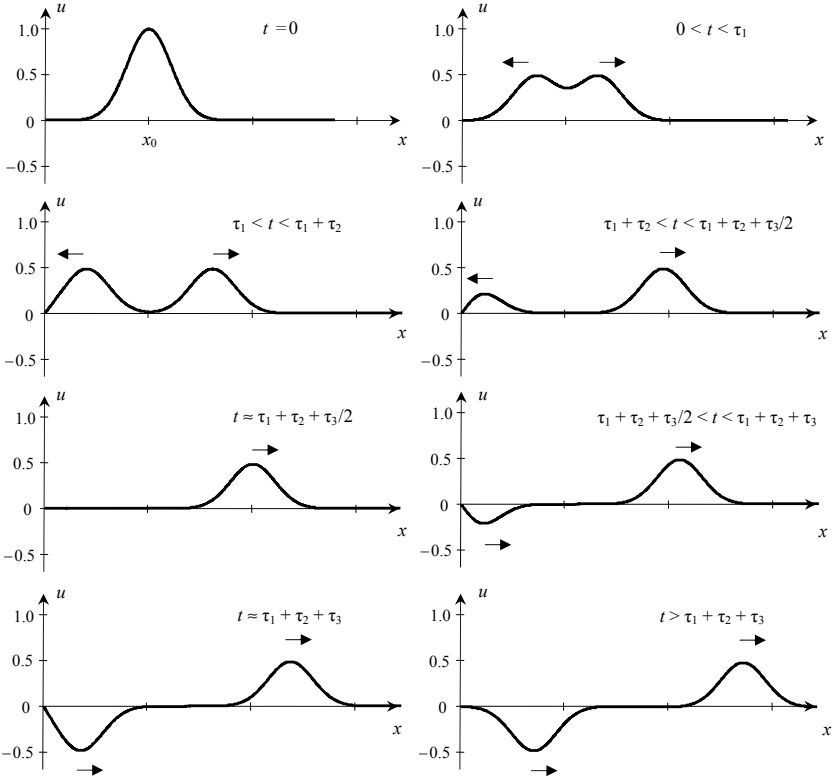 u
t = 0
1.0
0.5
0
−0.5
x₀
x
u
0 < t < τ₁
1.0
0.5
0
−0.5
x
u
τ₁ < t < τ₁ + τ₂
1.0
0.5
0
−0.5
x
u
τ₁ + τ₂ < t < τ₁ + τ₂ + τ₃/2
1.0
0.5
0
−0.5
x
u
t ≈ τ₁ + τ₂ + τ₃/2
1.0
0.5
0
−0.5
x
u
τ₁ + τ₂ + τ₃/2 < t < τ₁ + τ₂ + τ₃
1.0
0.5
0
−0.5
x
u
t ≈ τ₁ + τ₂ + τ₃
1.0
0.5
0
−0.5
x
u
t > τ₁ + τ₂ + τ₃
1.0
0.5
0
−0.5
x